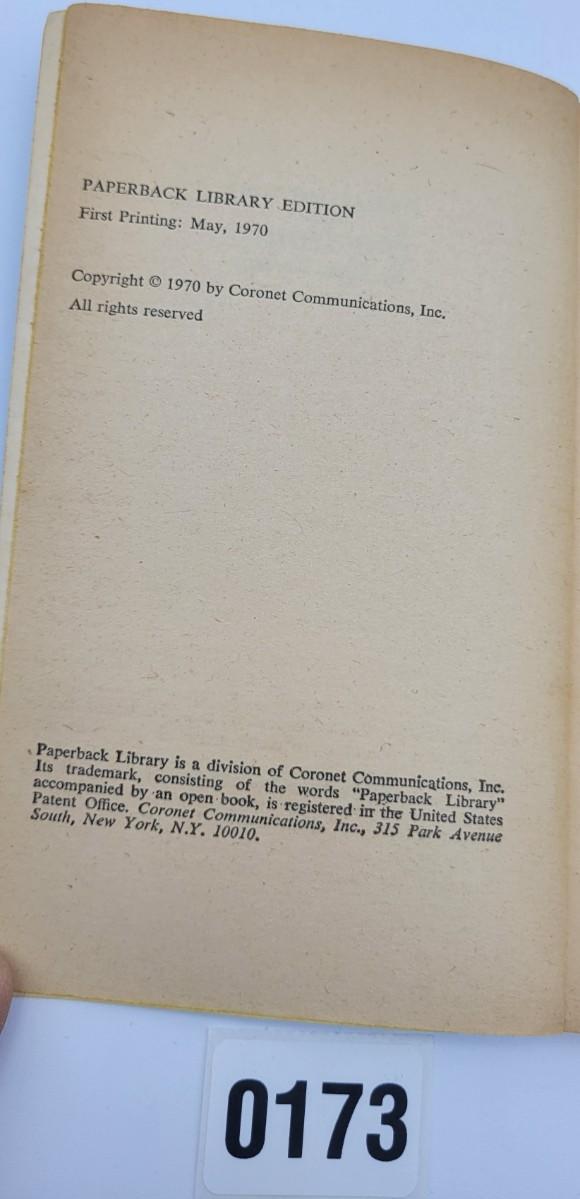 PAPERBACK LIBRARY EDITION
First Printing: May, 1970
Copyright © 1970 by Coronet Communications, Inc.
All rights reserved
Paperback Library is a division of Coronet Communications, Inc.
Its trademark, consisting of the words "Paperback Library"
accompanied by an open book, is registered in the United States
Patent Office. Coronet Communications, Inc., 315 Park Avenue
South, New York, N.Y. 10010.
0173